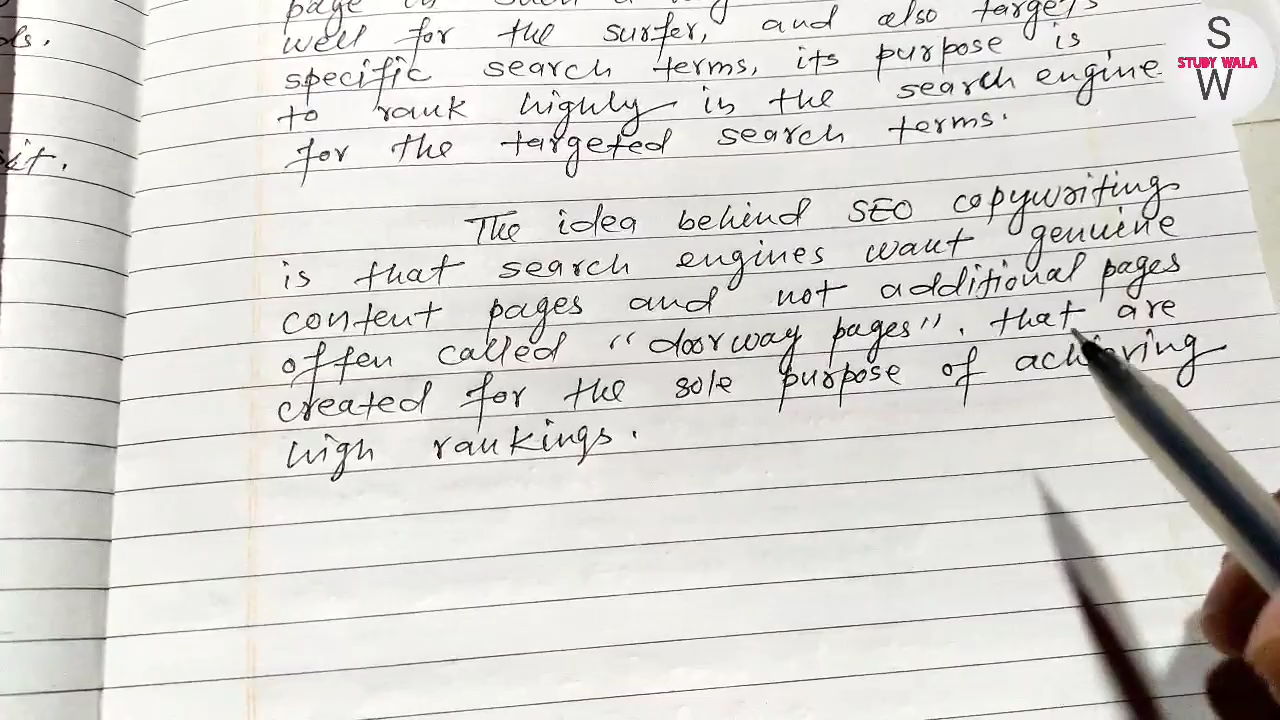 page in such a
well for the surfer, and also targets
specific search terms, its purpose is
to rank highly in the search engine
for the targeted search terms.
The idea behind SEO copywriting
is that search engines want genuine
content pages and not additional pages
often called "doorway pages". that are
created for the sole purpose of achieving
high rankings.
S
STUDY WALA
W